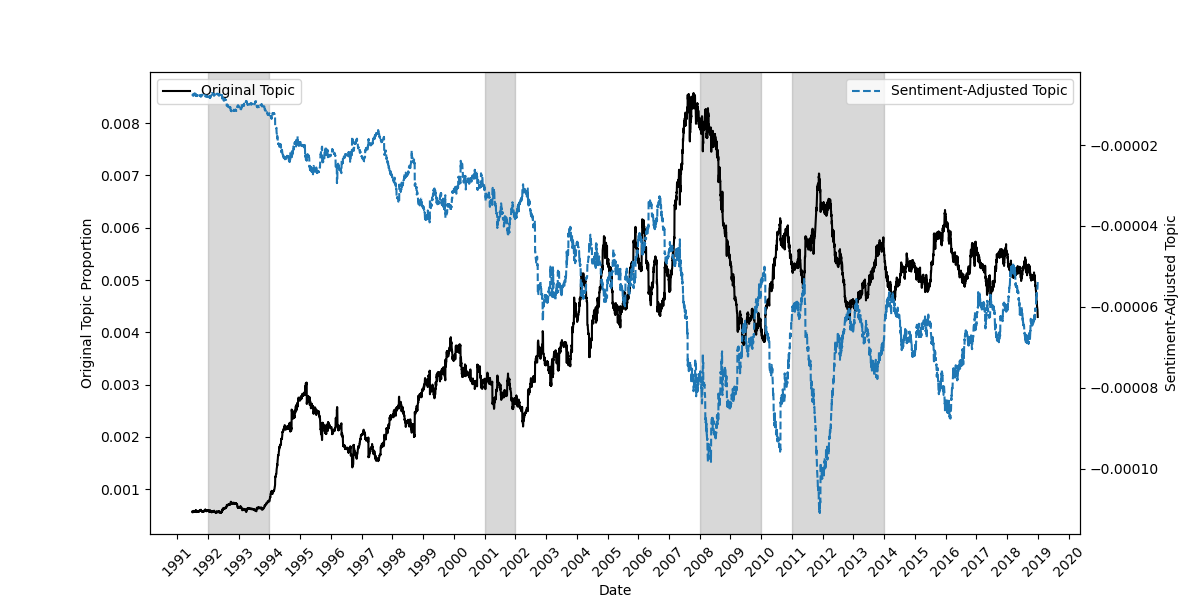 Original Topic
Sentiment-Adjusted Topic
Original Topic Proportion
0.008
0.007
0.006
0.005
0.004
0.003
0.002
0.001
−0.00002
−0.00004
−0.00006
−0.00008
−0.00010
Sentiment-Adjusted Topic
1991 1992 1993 1994 1995 1996 1997 1998 1999 2000 2001 2002 2003 2004 2005 2006 2007 2008 2009 2010 2011 2012 2013 2014 2015 2016 2017 2018 2019 2020
Date